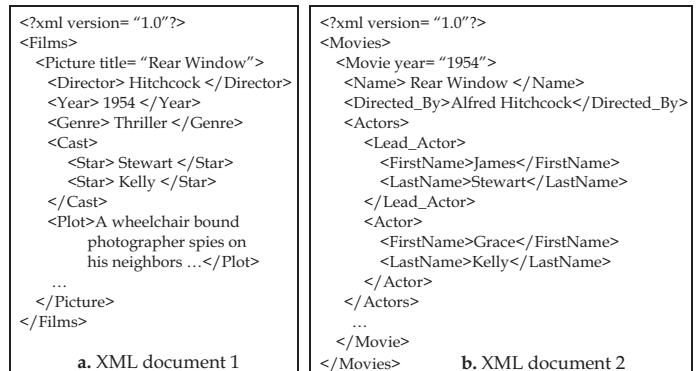 <?xml version= “1.0”?>
<Films>
<Picture title= “Rear Window”>
<Director> Hitchcock </Director>
<Year> 1954 </Year>
<Genre> Thriller </Genre>
<Cast>
<Star> Stewart </Star>
<Star> Kelly </Star>
</Cast>
<Plot>A wheelchair bound
photographer spies on
his neighbors …</Plot>
…
</Picture>
</Films>
a. XML document 1
<?xml version= “1.0”?>
<Movies>
<Movie year= “1954”>
<Name> Rear Window </Name>
<Directed_By>Alfred Hitchcock</Directed_By>
<Actors>
<Lead_Actor>
<FirstName>James</FirstName>
<LastName>Stewart</LastName>
</Lead_Actor>
<Actor>
<FirstName>Grace</FirstName>
<LastName>Kelly</LastName>
</Actor>
</Actors>
…
</Movie>
</Movies>
b. XML document 2